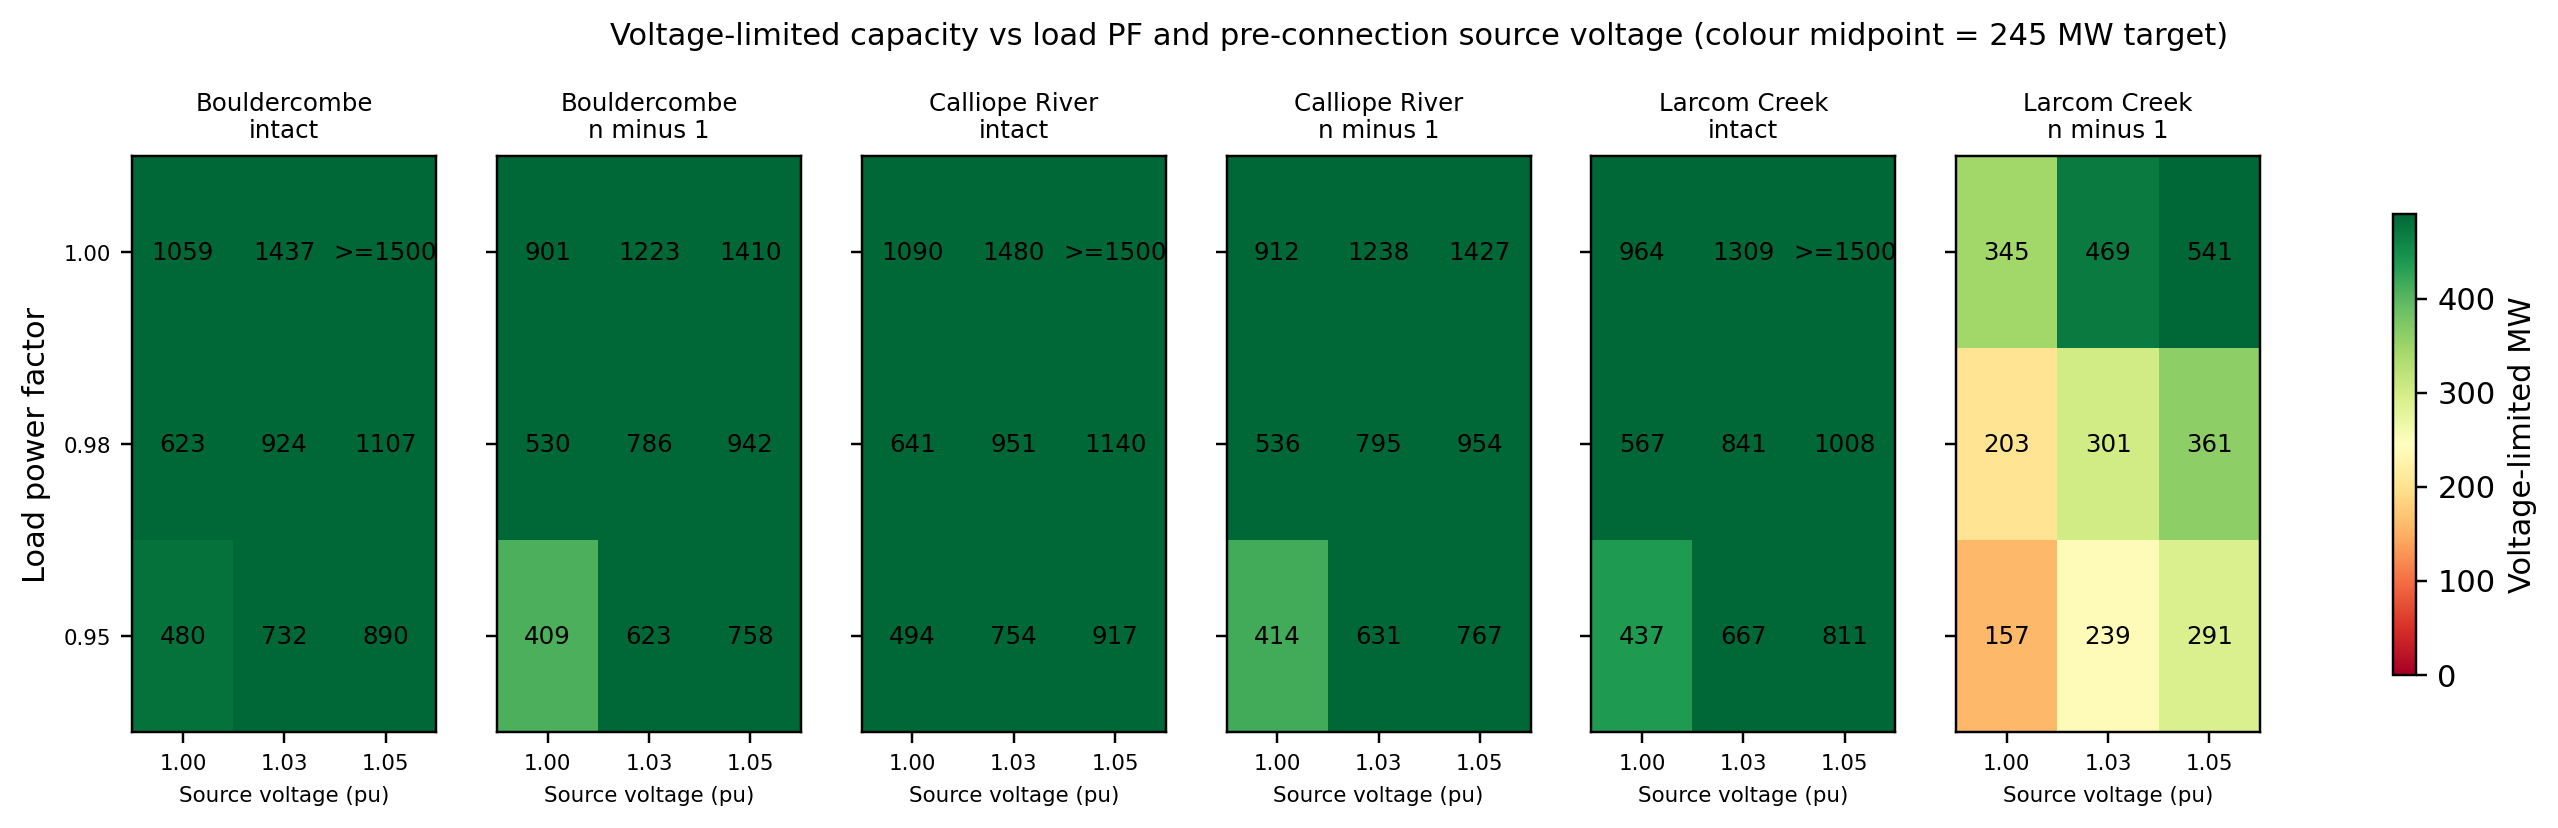 Voltage-limited capacity vs load PF and pre-connection source voltage (colour midpoint = 245 MW target)
Bouldercombe
intact
Bouldercombe
n minus 1
Calliope River
intact
Calliope River
n minus 1
Larcom Creek
intact
Larcom Creek
n minus 1
Load power factor
1.00
1059 1437 >=1500
901 1223 1410
1090 1480 >=1500
912 1238 1427
964 1309 >=1500
345 469 541
0.98
623 924 1107
530 786 942
641 951 1140
536 795 954
567 841 1008
203 301 361
0.95
480 732 890
409 623 758
494 754 917
414 631 767
437 667 811
157 239 291
1.00 1.03 1.05
1.00 1.03 1.05
1.00 1.03 1.05
1.00 1.03 1.05
1.00 1.03 1.05
1.00 1.03 1.05
Source voltage (pu)
Source voltage (pu)
Source voltage (pu)
Source voltage (pu)
Source voltage (pu)
Source voltage (pu)
400
300
200
100
0
Voltage-limited MW